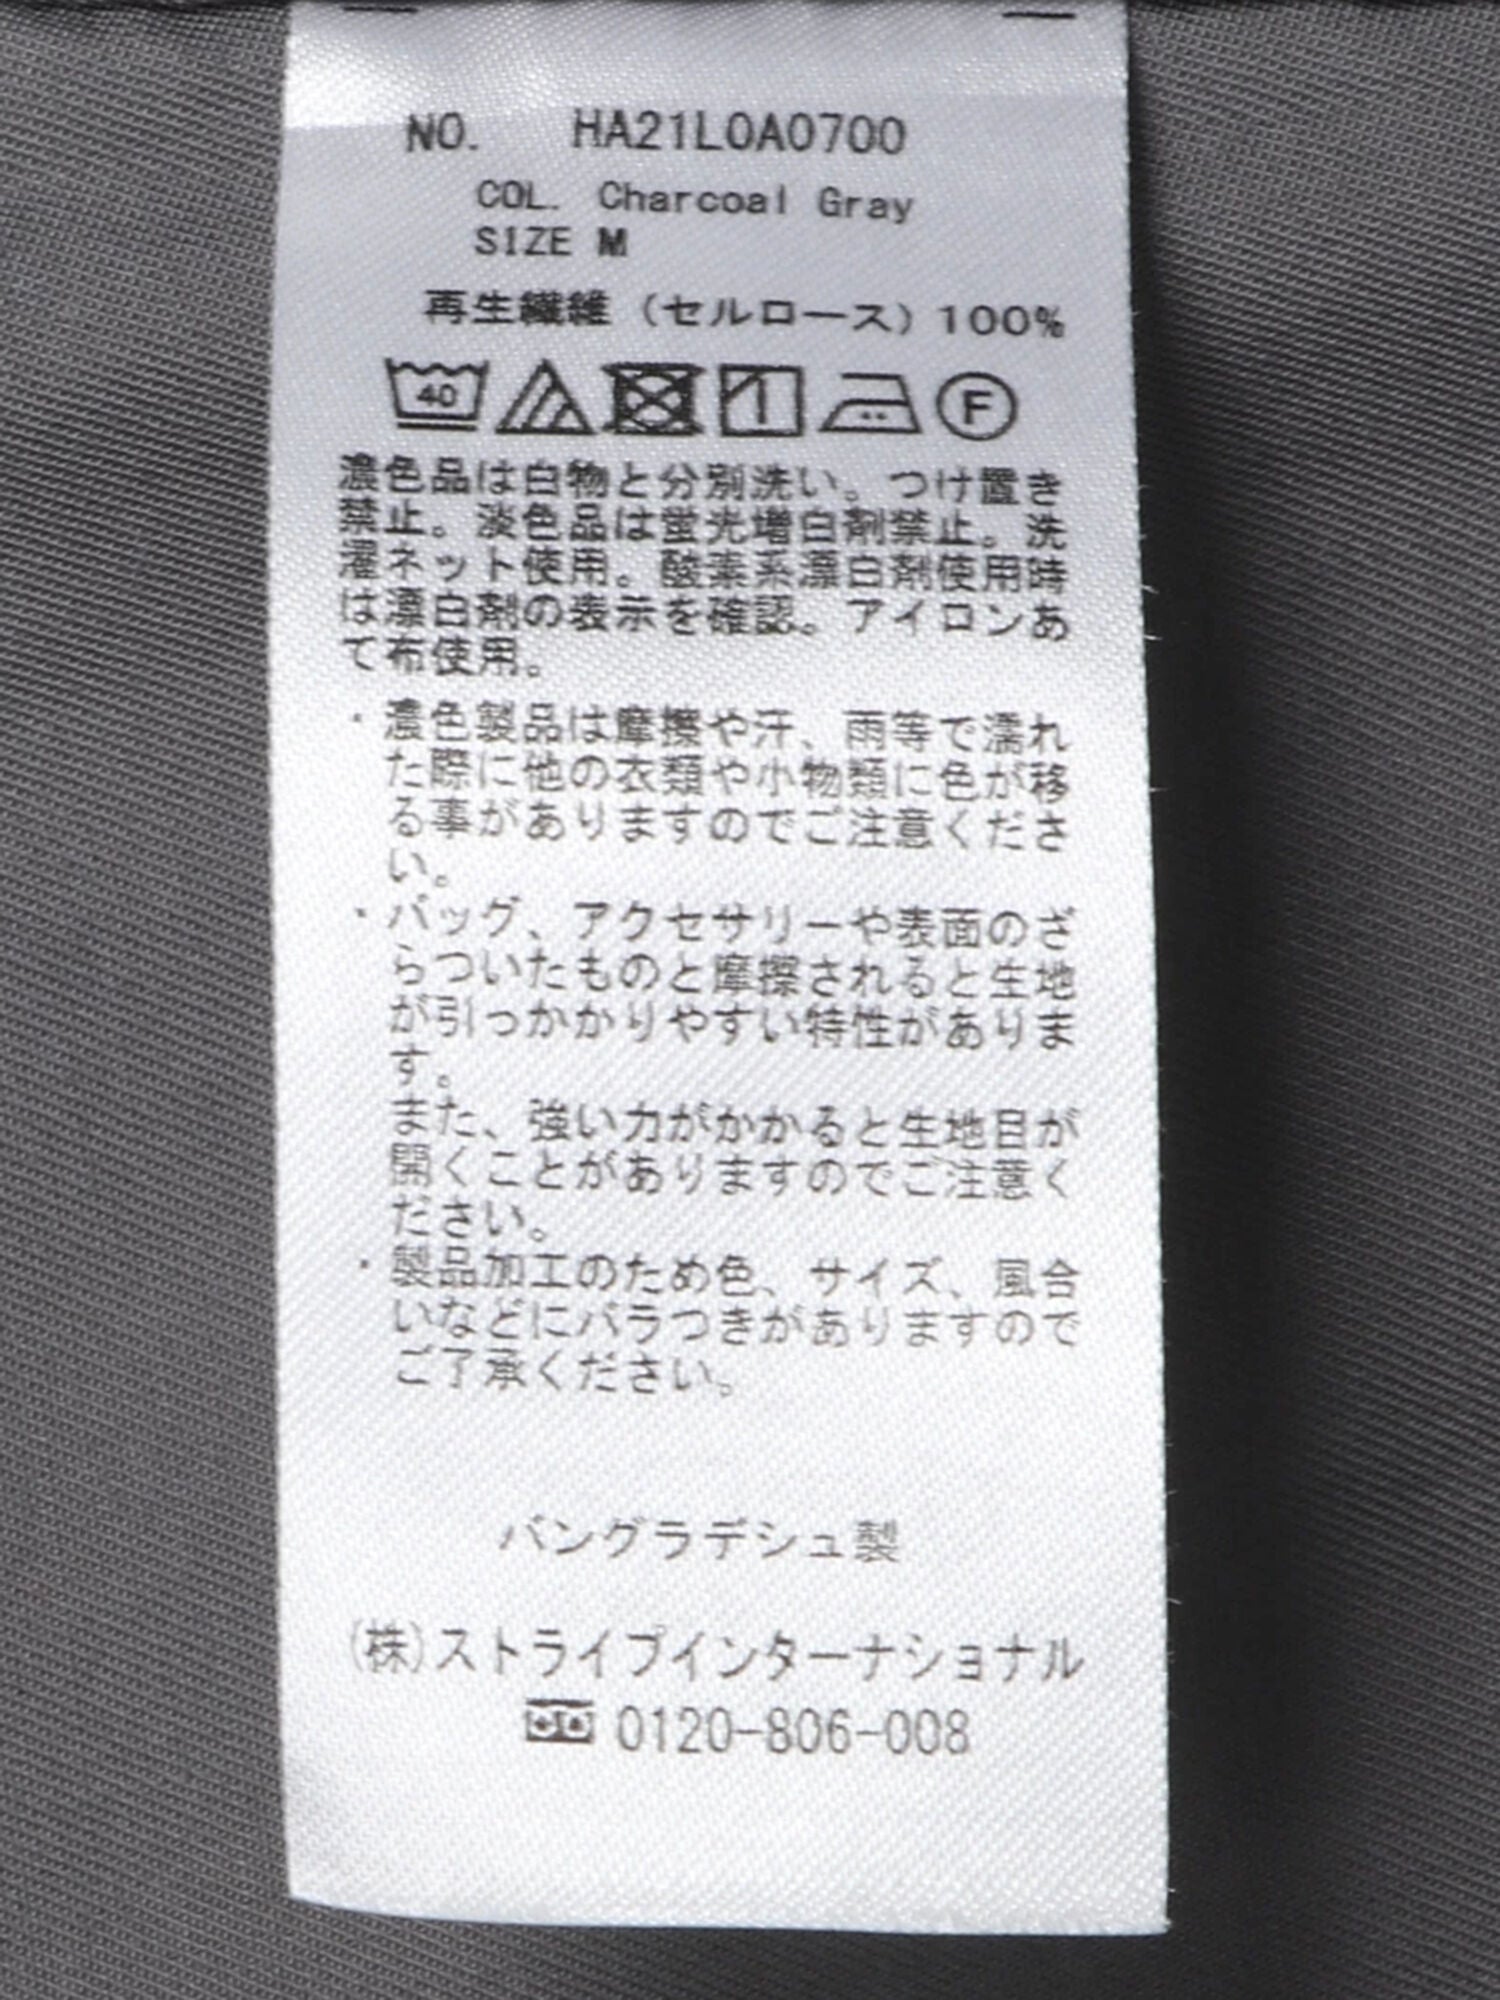 NO. HA21L0A0700
COL. Charcoal Gray
SIZE M
再生繊維（セルロース）100%
40 F
濃色品は白物と分別洗い。つけ置き
禁止。淡色品は蛍光増白剤禁止。洗
濯ネット使用。酸素系漂白剤使用時
は漂白剤の表示を確認。アイロンあ
て布使用。
・濃色製品は摩擦や汗、雨等で濡れ
た際に他の衣類や小物類に色が移
る事がありますのでご注意くださ
い。
・バッグ、アクセサリーや表面のざ
らついたものと摩擦されると生地
が引っかかりやすい特性がありま
す。
また、強い力がかかると生地目が
開くことがありますのでご注意く
ださい。
・製品加工のため色、サイズ、風合
いなどにバラつきがありますので
ご了承ください。
バングラデシュ製
(株)ストライプインターナショナル
0120-806-008